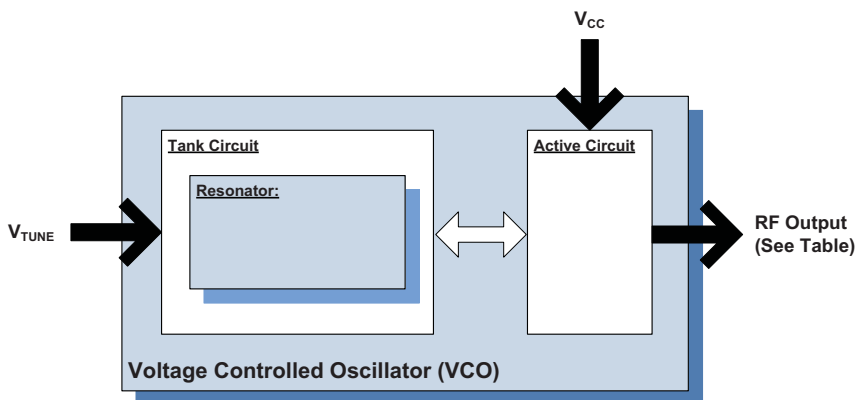 V_CC
Tank Circuit
Active Circuit
Resonator:
V_TUNE
RF Output
(See Table)
Voltage Controlled Oscillator (VCO)